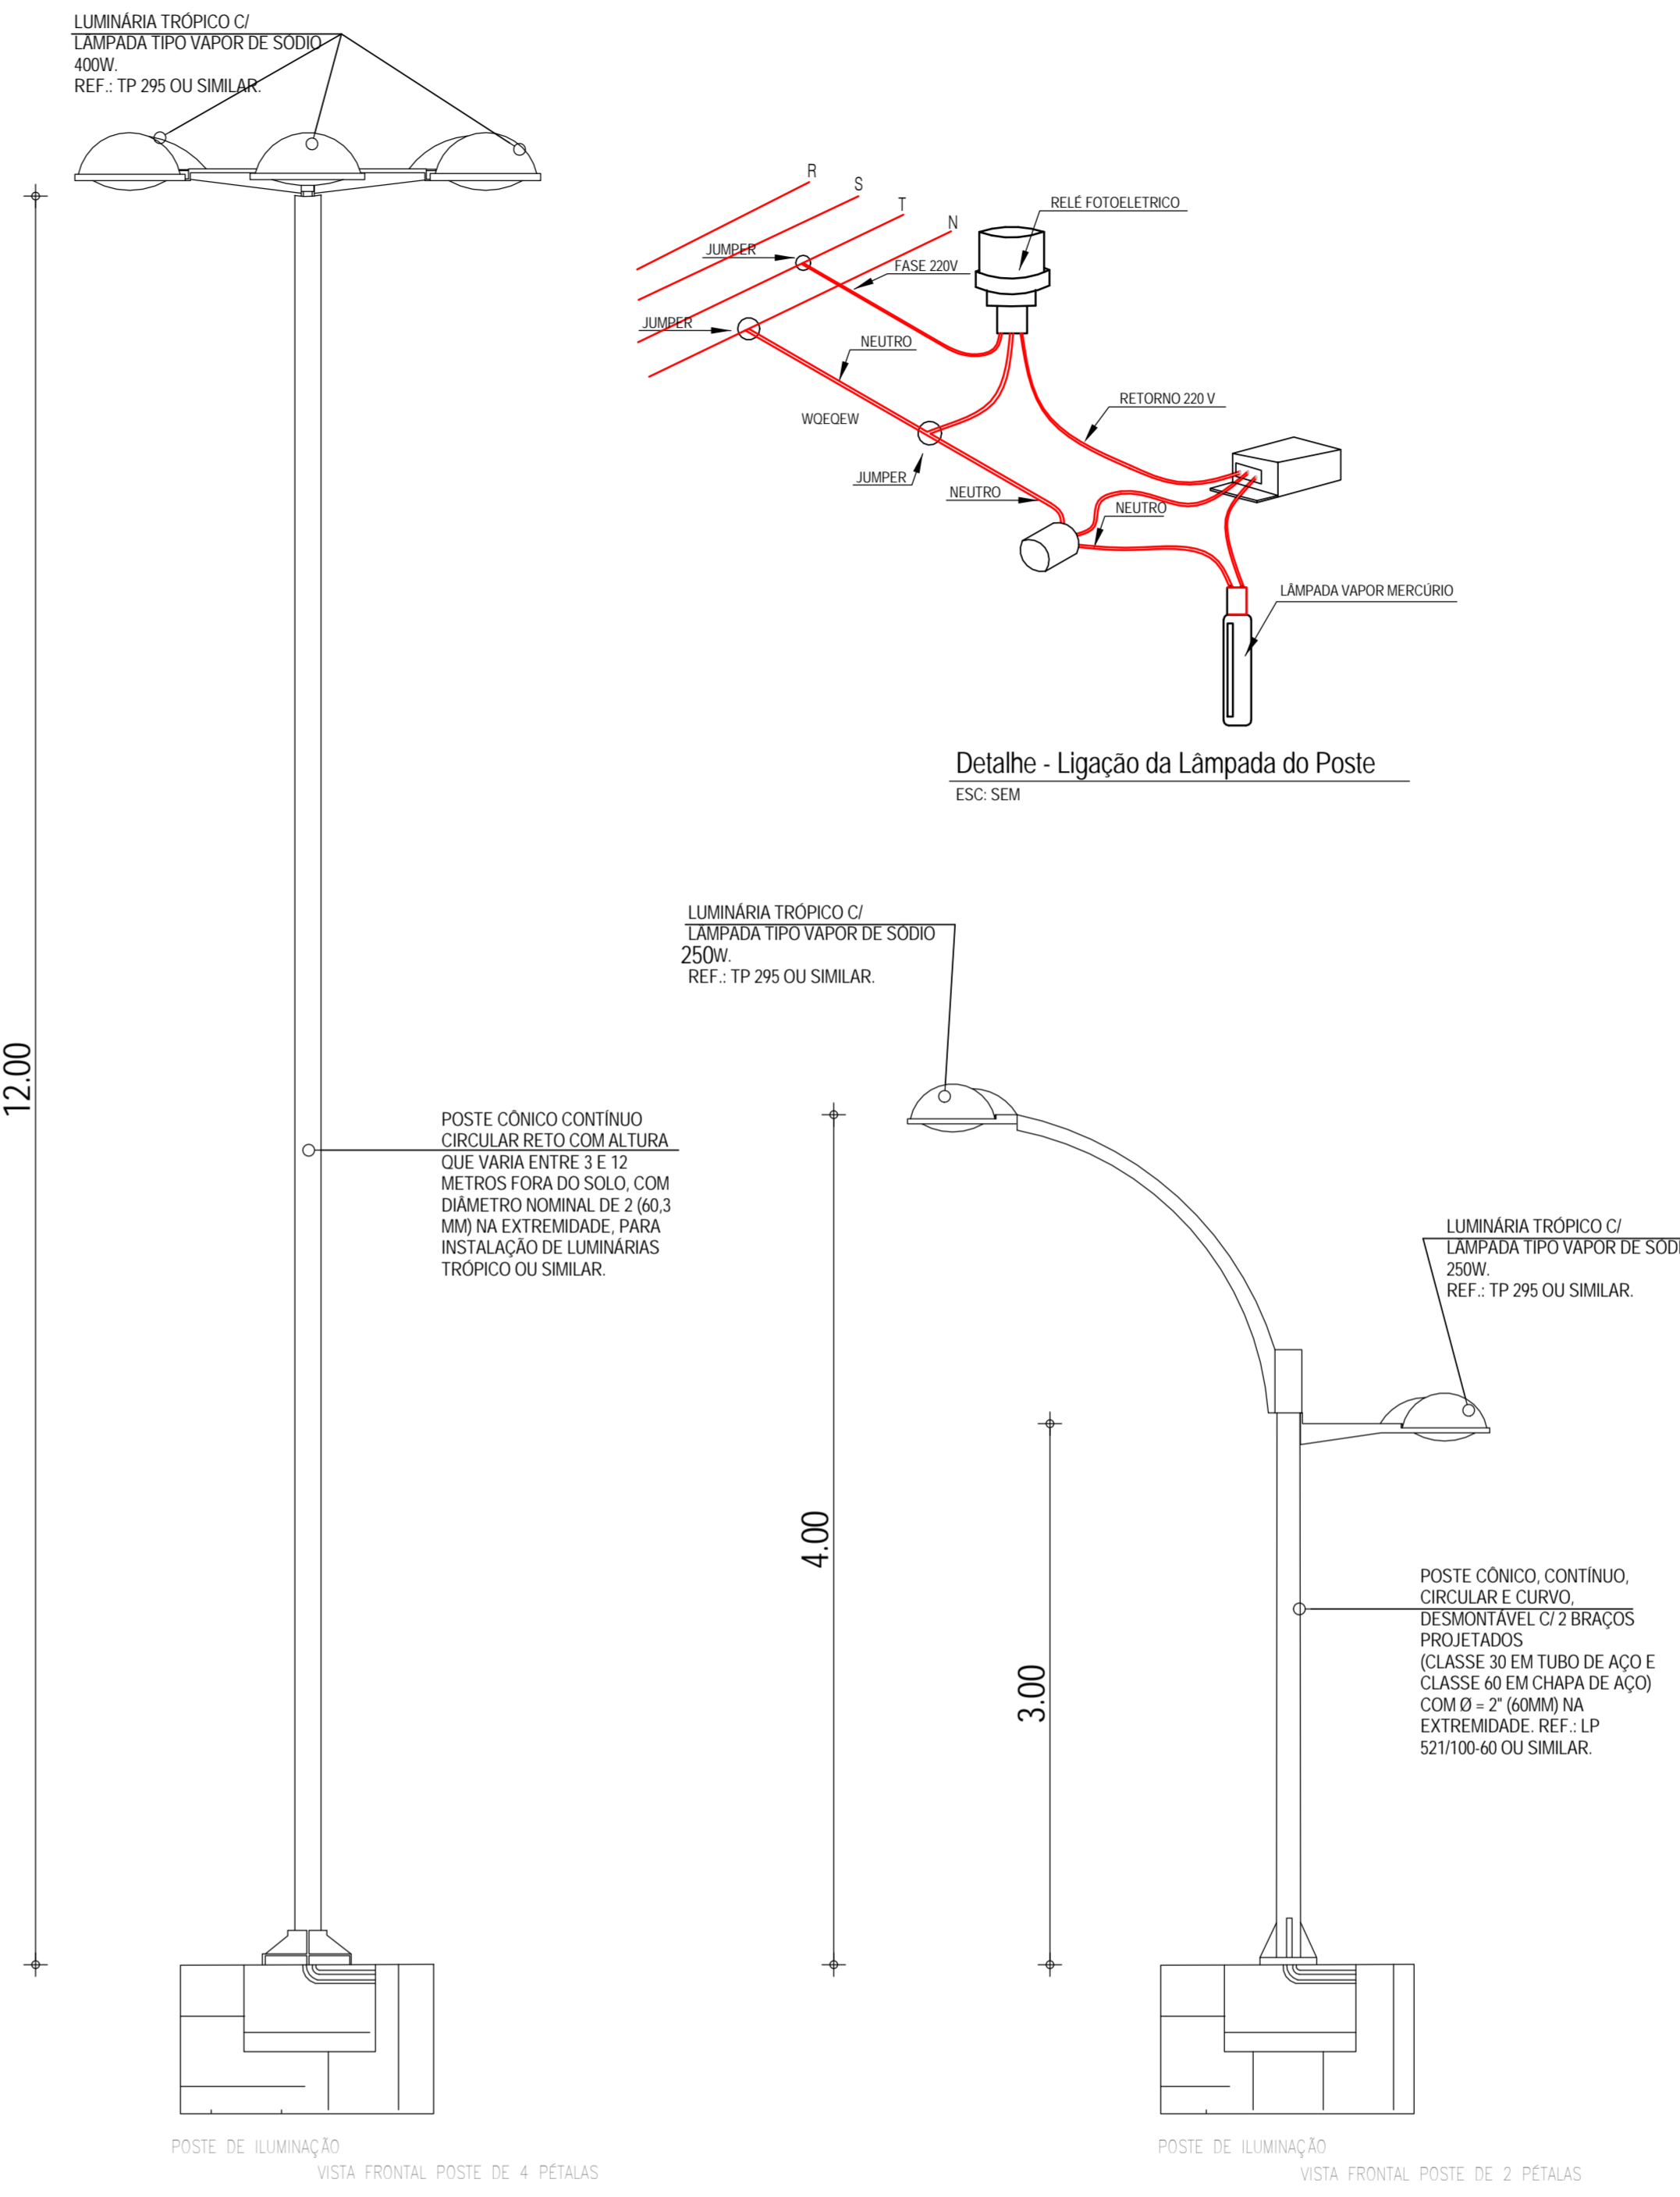 LUMINÁRIA TRÓPICO C/
LÂMPADA TIPO VAPOR DE SÓDIO
400W.
REF.: TP 295 OU SIMILAR.
12.00
POSTE CÔNICO CONTÍNUO
CIRCULAR RETO COM ALTURA
QUE VARIA ENTRE 3 E 12
METROS FORA DO SOLO, COM
DIÂMETRO NOMINAL DE 2 (60,3
MM) NA EXTREMIDADE, PARA
INSTALAÇÃO DE LUMINÁRIAS
TRÓPICO OU SIMILAR.
R
S
T
N
JUMPER
JUMPER
FASE 220V
RELÉ FOTOELETRICO
NEUTRO
WQEQEW
JUMPER
RETORNO 220 V
NEUTRO
NEUTRO
LÂMPADA VAPOR MERCÚRIO
Detalhe - Ligação da Lâmpada do Poste
ESC: SEM
LUMINÁRIA TRÓPICO C/
LÂMPADA TIPO VAPOR DE SÓDIO
250W.
REF.: TP 295 OU SIMILAR.
LUMINÁRIA TRÓPICO C/
LÂMPADA TIPO VAPOR DE SÓDI
250W.
REF.: TP 295 OU SIMILAR.
4.00
3.00
POSTE CÔNICO, CONTÍNUO,
CIRCULAR E CURVO,
DESMONTÁVEL C/ 2 BRAÇOS
PROJETADOS
(CLASSE 30 EM TUBO DE AÇO E
CLASSE 60 EM CHAPA DE AÇO)
COM Ø = 2" (60MM) NA
EXTREMIDADE. REF.: LP
521/100-60 OU SIMILAR.
POSTE DE ILUMINAÇÃO
VISTA FRONTAL POSTE DE 4 PÉTALAS
POSTE DE ILUMINAÇÃO
VISTA FRONTAL POSTE DE 2 PÉTALAS